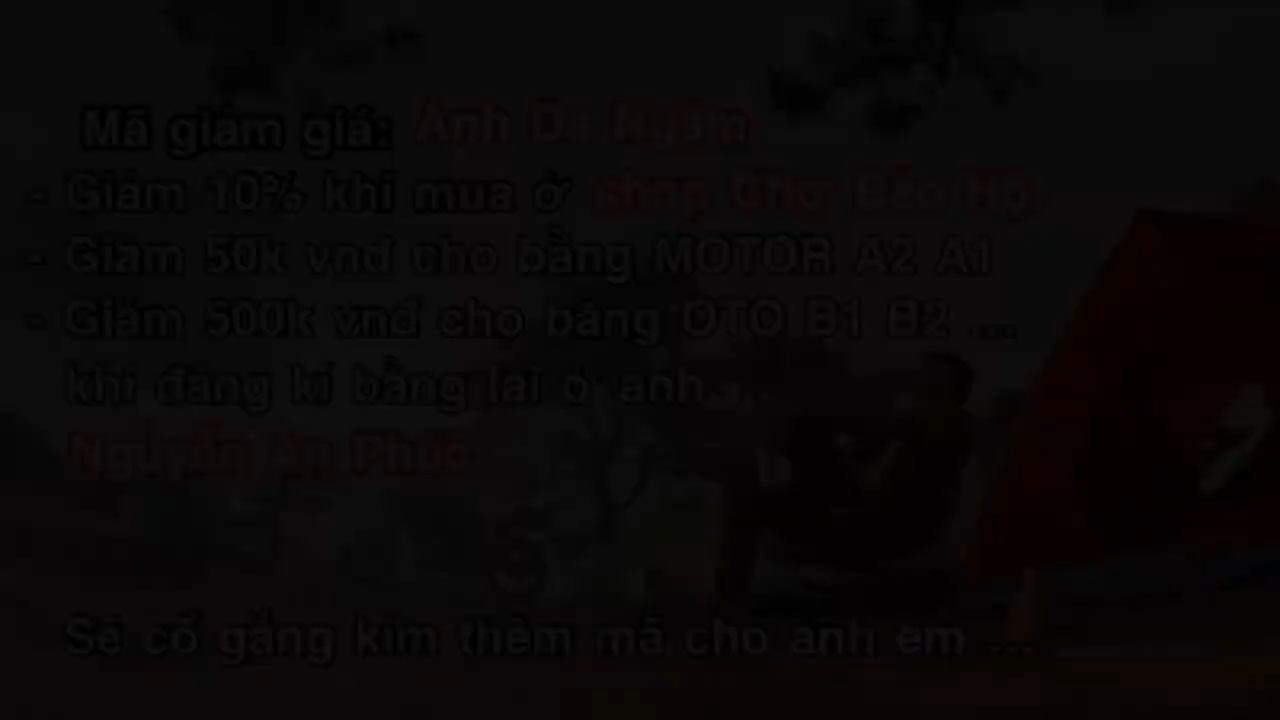 Mã giảm giá: Anh Da Ngăm
- Giảm 10% khi mua ở shop Chợ Bảo Hộ
- Giảm 50k vnđ cho bằng MOTOR A2 A1
- Giảm 500k vnđ cho bằng OTO B1 B2 ...
khi đăng kí bằng lái ở anh
Nguyễn An Phúc
Sẽ cố gắng kím thêm mã cho anh em ...